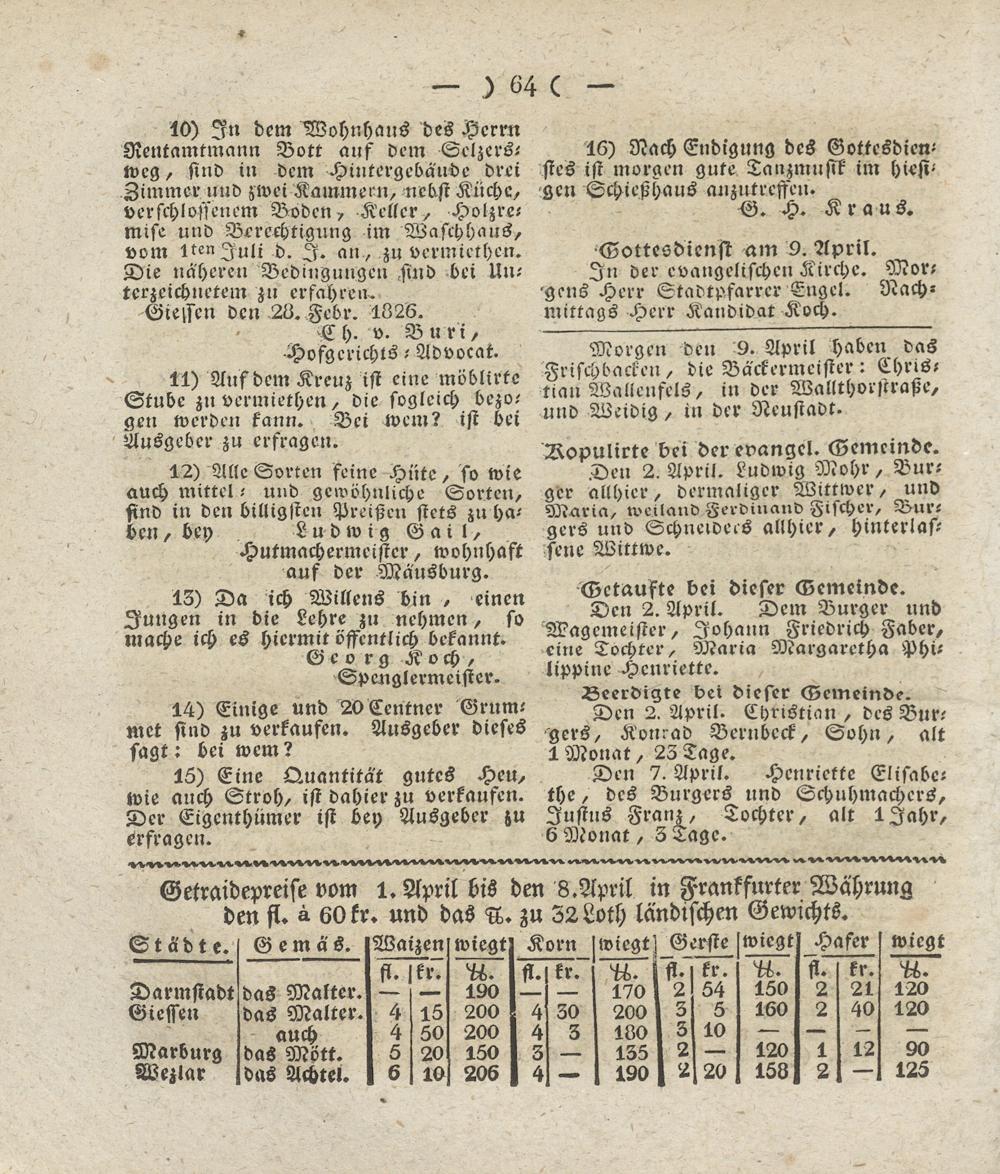 — ) 64 ( —
10) In dem Wohnhaus des Herrn
Rentamtmann Bott auf dem Selzers⸗
weg, sind in dem Hintergebäude drei
Zimmer und zwei Kammern, nebst Küche,
verschlossenem Boden, Keller, Holzre⸗
mise und Berechtigung im Waschhaus,
vom 1ten Juli d. J. an, zu vermiethen.
Die näheren Bedingungen sind bei Un⸗
terzeichnetem zu erfahren.
Giessen den 28. Febr. 1826.
Ch. v. Buri,
Hofgerichts⸗Advocat.
11) Auf dem Kreuz ist eine möblirte
Stube zu vermiethen, die sogleich bezo⸗
gen werden kann. Bei wem? ist bei
Ausgeber zu erfragen.
12) Alle Sorten feine Hüte, so wie
auch mittel⸗ und gewöhnliche Sorten,
sind in den billigsten Preißen stets zu ha⸗
ben, bey Ludwig Gail,
Hutmachermeister, wohnhaft
auf der Mäusburg.
13) Da ich Willens bin, einen
Jungen in die Lehre zu nehmen, so
mache ich es hiermit öffentlich bekannt.
Georg Koch,
Spenglermeister.
14) Einige und 20 Centner Grum⸗
met sind zu verkaufen. Ausgeber dieses
sagt: bei wem?
15) Eine Quantität gutes Heu,
wie auch Stroh, ist dahier zu verkaufen.
Der Eigenthümer ist bey Ausgeber zu
erfragen.
16) Nach Endigung des Gottesdien⸗
stes ist morgen gute Tanzmusik im hiesi⸗
gen Schießhaus anzutreffen.
G. H. Kraus.
Gottesdienst am 9. April.
In der evangelischen Kirche. Mor⸗
gens Herr Stadtpfarrer Engel. Nach⸗
mittags Herr Kandidat Koch.
Morgen den 9. April haben das
Frischbacken, die Bäckermeister: Chris⸗
tian Wallenfels, in der Wallthorstraße,
und Weidig, in der Neustadt.
Kopulirte bei der evangel. Gemeinde.
Den 2. April. Ludwig Mohr, Bur⸗
ger allhier, dermaliger Wittwer, und
Maria, weiland Ferdinand Fischer, Bur⸗
gers und Schneiders allhier, hinterlas⸗
sene Wittwe.
Getaufte bei dieser Gemeinde.
Den 2. April. Dem Burger und
Wagemeister, Johann Friedrich Faber,
eine Tochter, Maria Margaretha Phi⸗
lippine Henriette.
Beerdigte bei dieser Gemeinde.
Den 2. April. Christian, des Bur⸗
gers, Konrad Bernbeck, Sohn, alt
1 Monat, 23 Tage.
Den 7. April. Henriette Elisabe⸗
the, des Burgers und Schuhmachers,
Justus Franz, Tochter, alt 1 Jahr,
6 Monat, 3 Tage.
Getraidepreise vom 1. April bis den 8. April in Frankfurter Währung
den fl. à 60 kr. und das ℔. zu 32 Loth ländischen Gewichts.
Städte. Gemäs. Waizen wiegt Korn wiegt Gerste wiegt Hafer wiegt
fl. kr. ℔. fl. kr. ℔. fl. kr. ℔. fl. kr. ℔.
Darmstadt das Malter. — — 190 — — 170 2 54 150 2 21 120
Giessen das Malter. 4 15 200 4 30 200 3 5 160 2 40 120
auch 4 50 200 4 3 180 3 10 — — — —
Marburg das Mött. 5 20 150 3 — 135 2 — 120 1 12 90
Wezlar das Achtel. 6 10 206 4 — 190 2 20 158 2 — 125